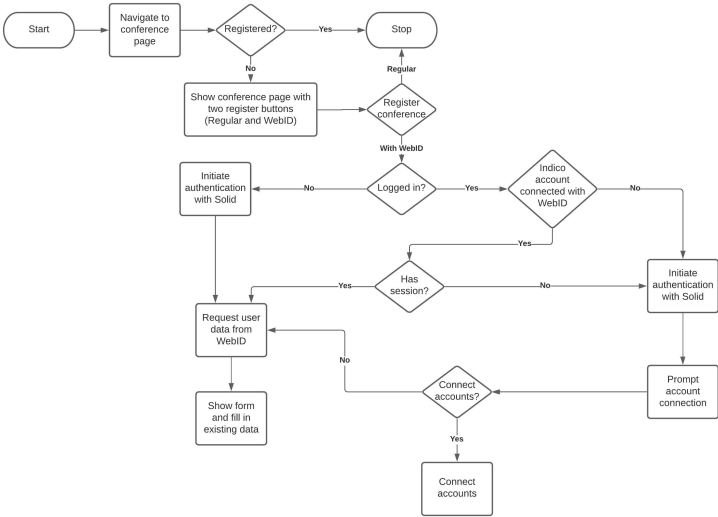 Start
Navigate to
conference
page
Registered?
Yes
Stop
No
Regular
Show conference page with
two register buttons
(Regular and WebID)
Register
conference
With WebID
Initiate
authentication
with Solid
No
Logged in?
Yes
Indico
account
connected with
WebID
No
Yes
Has
session?
Yes
No
Initiate
authentication
with Solid
Request user
data from
WebID
No
Connect
accounts?
Prompt
account
connection
Show form
and fill in
existing data
Yes
Connect
accounts